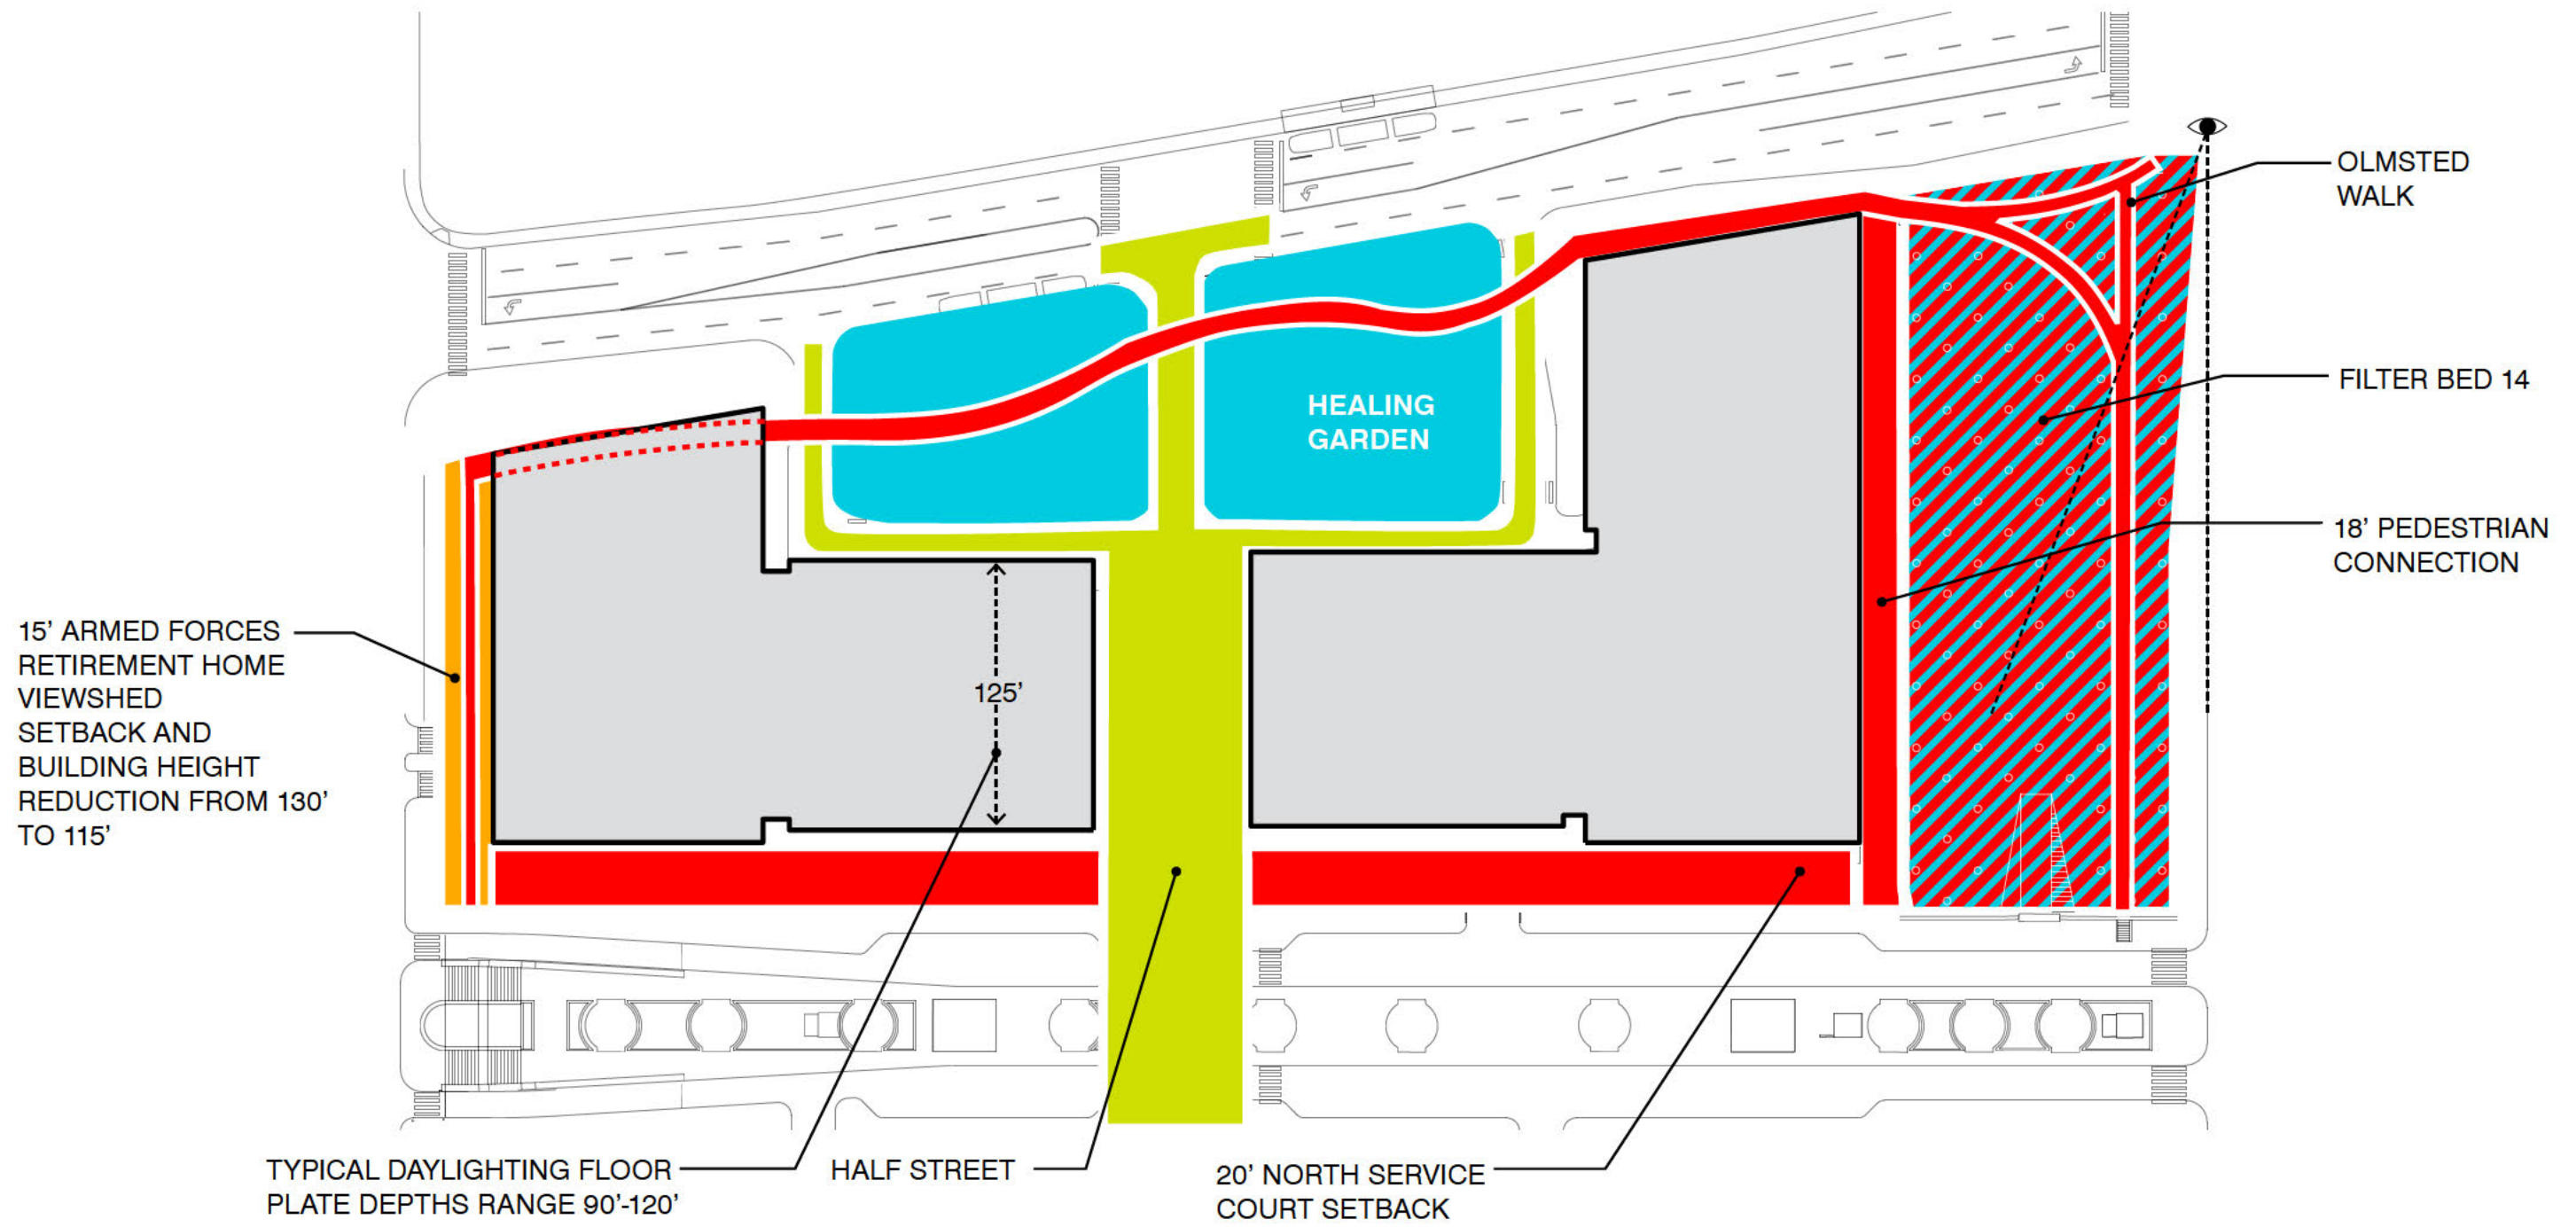 OLMSTED
WALK
FILTER BED 14
HEALING
GARDEN
18’ PEDESTRIAN
CONNECTION
15’ ARMED FORCES
RETIREMENT HOME
VIEWSHED
SETBACK AND
BUILDING HEIGHT
REDUCTION FROM 130’
TO 115’
125’
TYPICAL DAYLIGHTING FLOOR
PLATE DEPTHS RANGE 90’-120’
HALF STREET
20’ NORTH SERVICE
COURT SETBACK